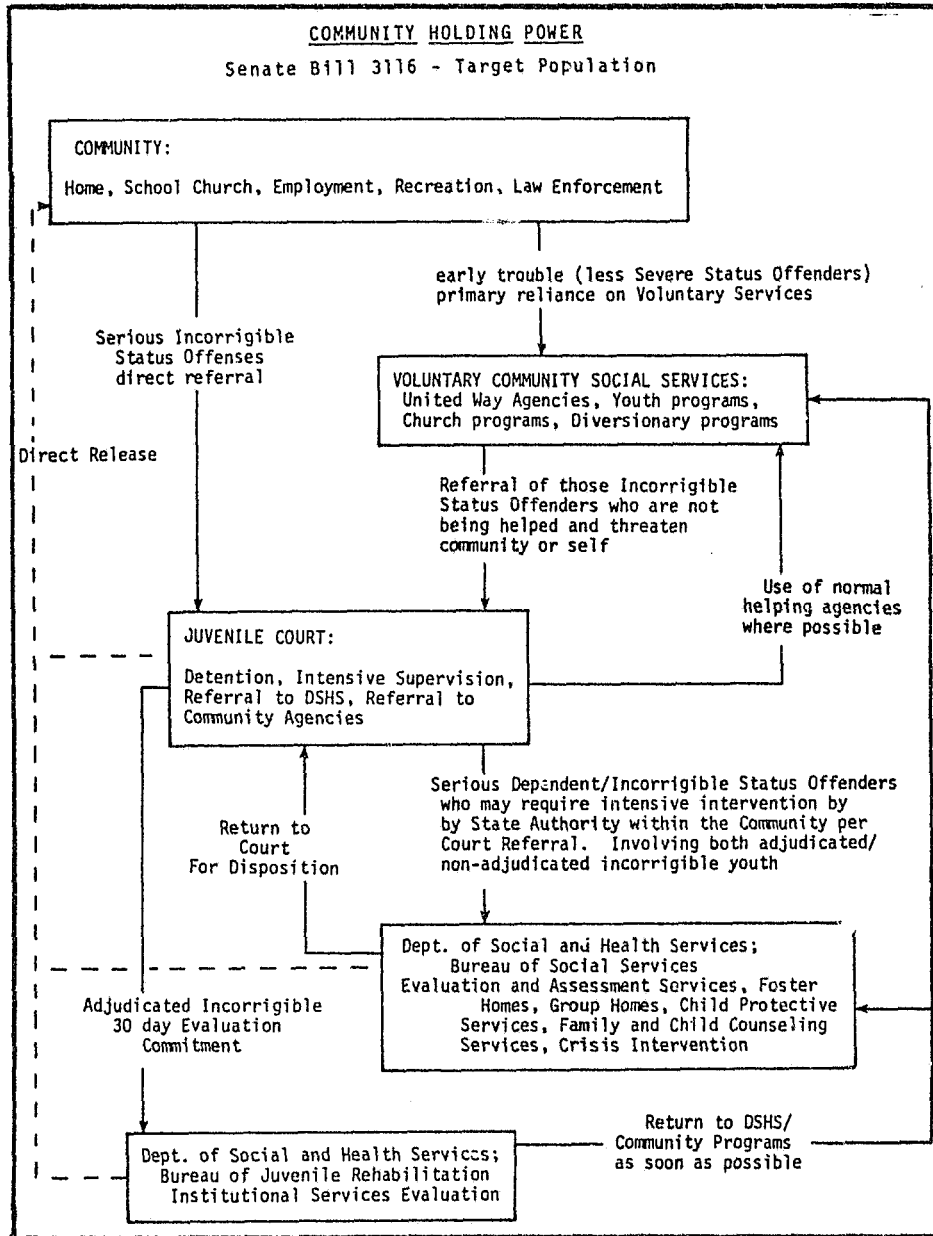 COMMUNITY HOLDING POWER
Senate Bill 3116 - Target Population
COMMUNITY:
Home, School Church, Employment, Recreation, Law Enforcement
early trouble (less Severe Status Offenders)
primary reliance on Voluntary Services
Serious Incorrigible
Status Offenses
direct referral
VOLUNTARY COMMUNITY SOCIAL SERVICES:
United Way Agencies, Youth programs,
Church programs, Diversionary programs
Direct Release
Referral of those Incorrigible
Status Offenders who are not
being helped and threaten
community or self
Use of normal
helping agencies
where possible
JUVENILE COURT:
Detention, Intensive Supervision,
Referral to DSHS, Referral to
Community Agencies
Serious Dependent/Incorrigible Status Offenders
who may require intensive intervention by
by State Authority within the Community per
Court Referral. Involving both adjudicated/
non-adjudicated incorrigible youth
Return to
Court
For Disposition
Dept. of Social and Health Services;
Bureau of Social Services
Evaluation and Assessment Services, Foster
Homes, Group Homes, Child Protective
Services, Family and Child Counseling
Services, Crisis Intervention
Adjudicated Incorrigible
30 day Evaluation
Commitment
Return to DSHS/
Community Programs
as soon as possible
Dept. of Social and Health Services;
Bureau of Juvenile Rehabilitation
Institutional Services Evaluation